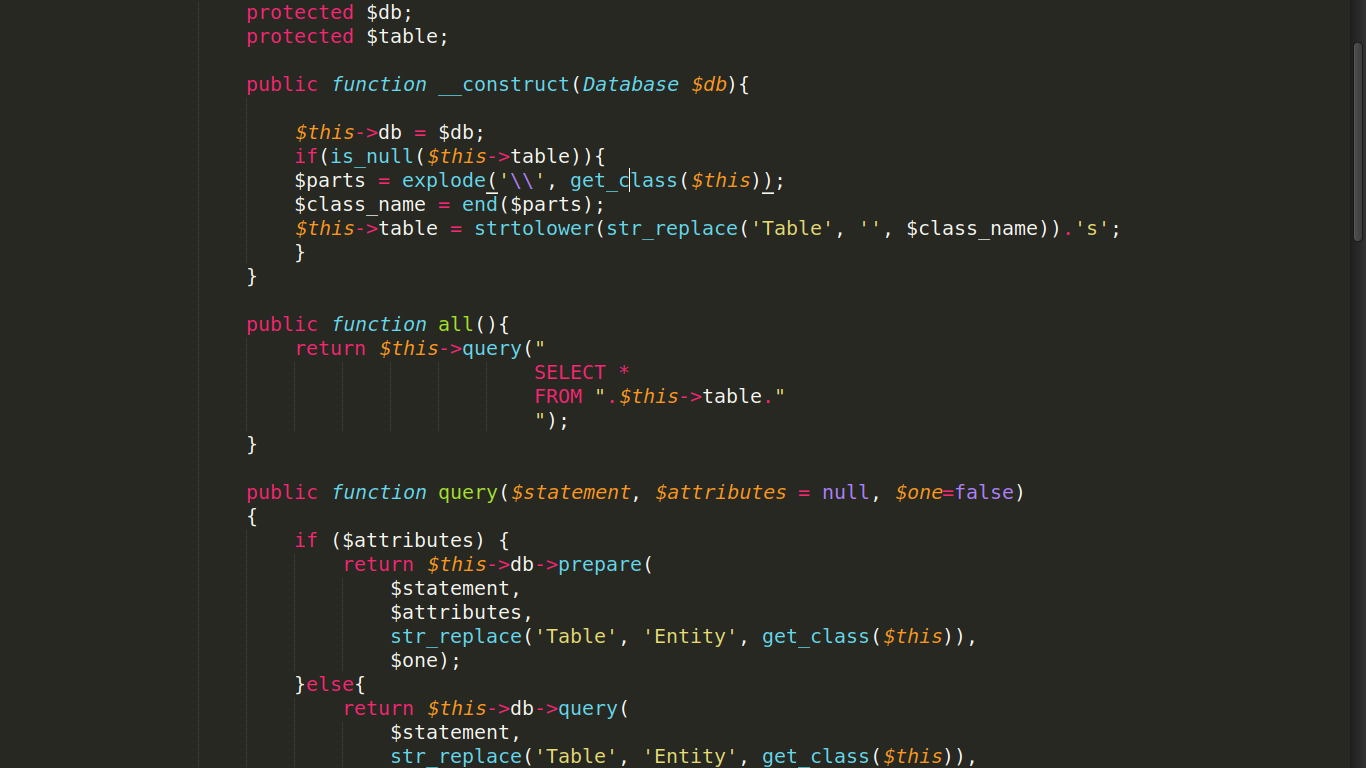 protected $db;
protected $table;
public function __construct(Database $db){
$this->db = $db;
if(is_null($this->table)){
$parts = explode('\\', get_class($this));
$class_name = end($parts);
$this->table = strtolower(str_replace('Table', '', $class_name)).'s';
}
}
public function all(){
return $this->query("
SELECT *
FROM ".$this->table."
");
}
public function query($statement, $attributes = null, $one=false)
{
if ($attributes) {
return $this->db->prepare(
$statement,
$attributes,
str_replace('Table', 'Entity', get_class($this)),
$one);
}else{
return $this->db->query(
$statement,
str_replace('Table', 'Entity', get_class($this)),